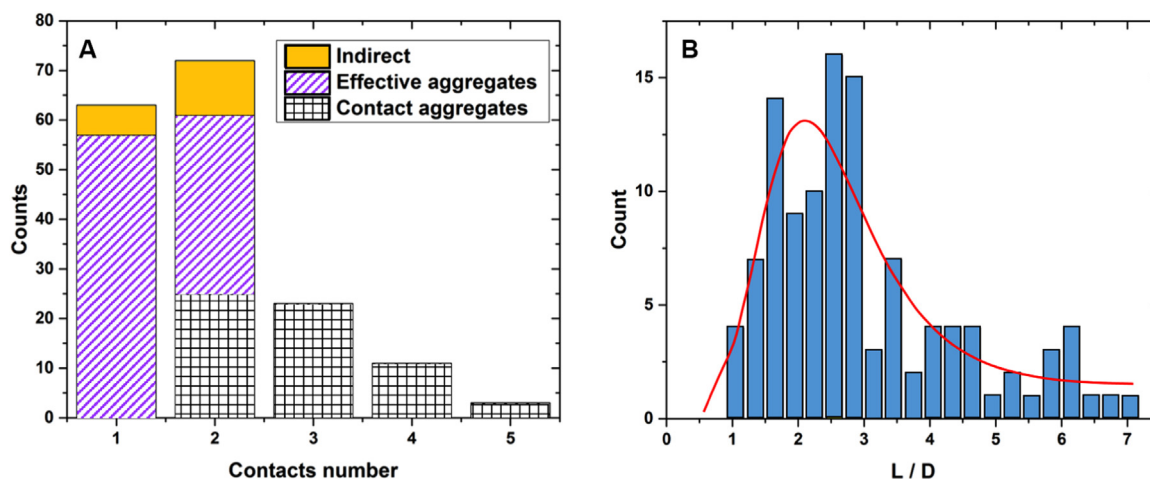 A
Indirect
Effective aggregates
Contact aggregates
80
70
60
50
40
30
20
10
0
Counts
1 2 3 4 5
Contacts number
B
15
10
5
0
Count
0 1 2 3 4 5 6 7
L / D